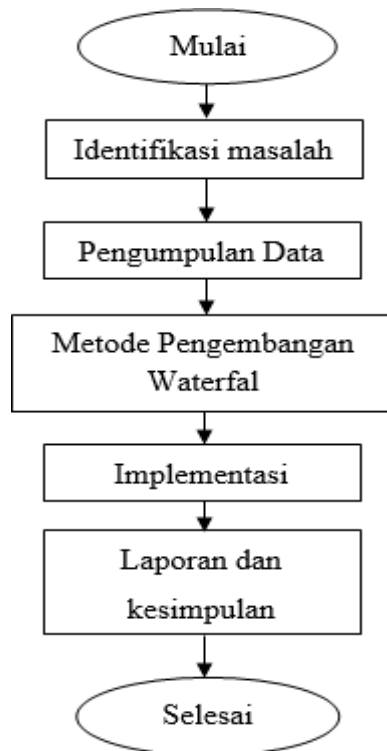 Mulai
Identifikasi masalah
Pengumpulan Data
Metode Pengembangan
Waterfal
Implementasi
Laporan dan
kesimpulan
Selesai